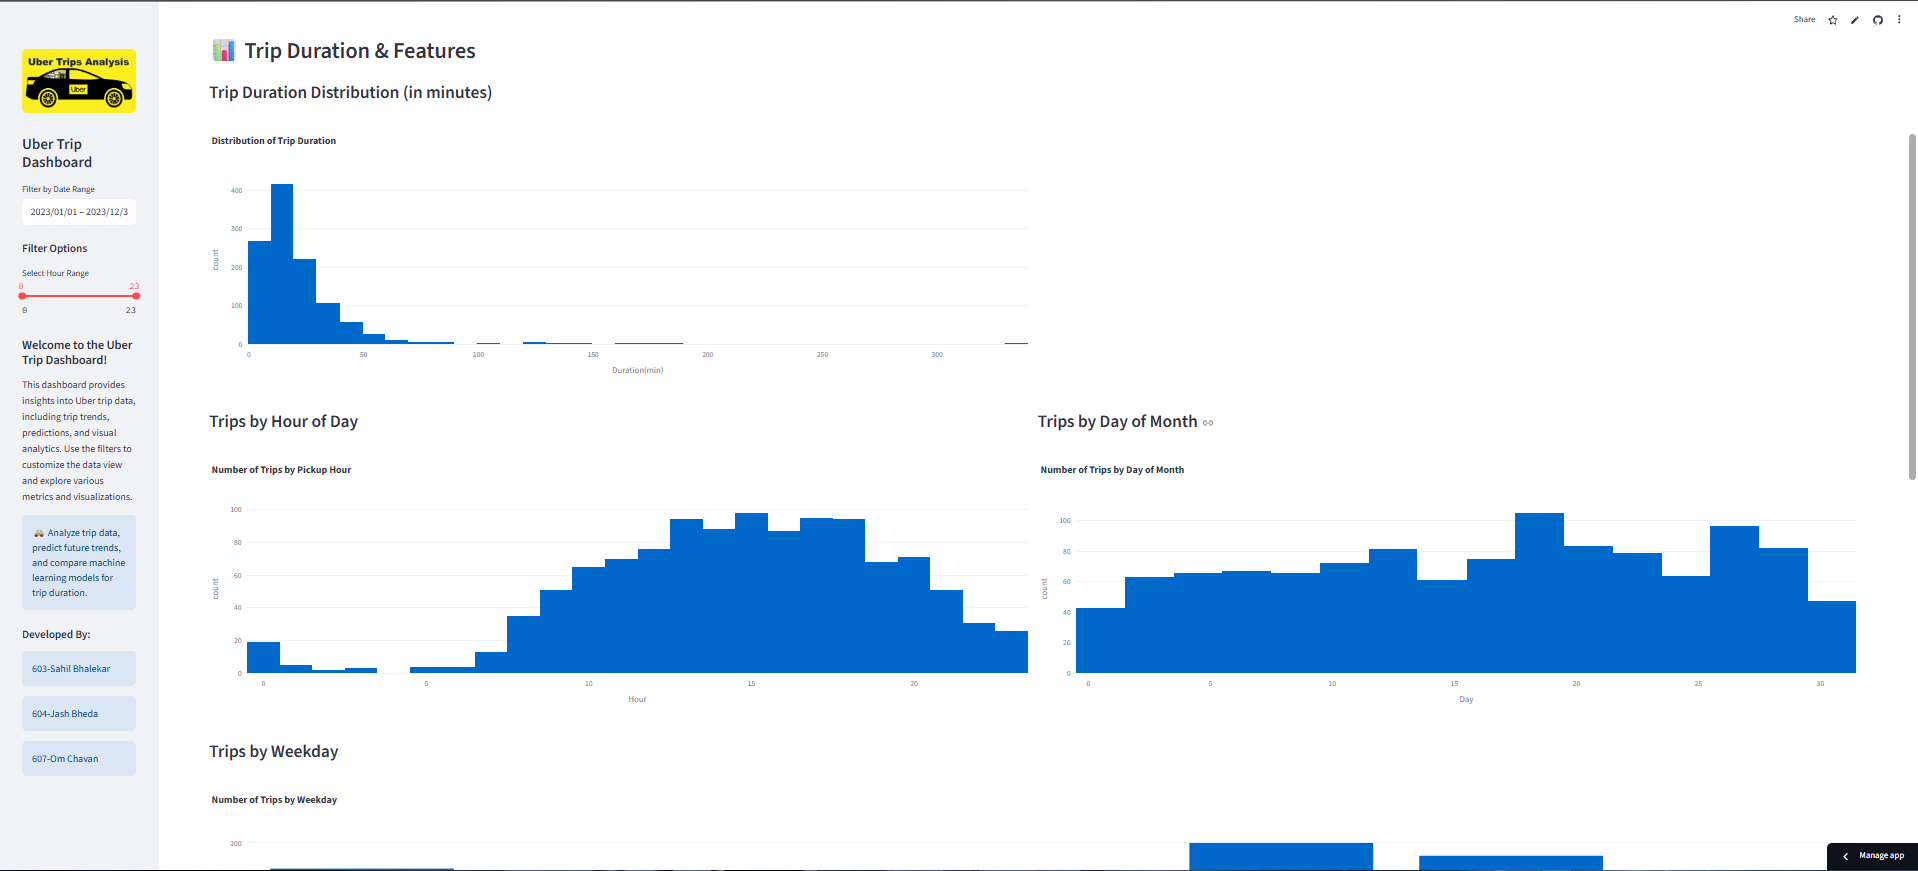 Share
Uber Trips Analysis
Uber
Uber Trip
Dashboard
Filter by Date Range
2023/01/01 – 2023/12/3
Filter Options
Select Hour Range
0 23
0 23
Welcome to the Uber
Trip Dashboard!
This dashboard provides
insights into Uber trip data,
including trip trends,
predictions, and visual
analytics. Use the filters to
customize the data view
and explore various
metrics and visualizations.
🚕 Analyze trip data,
predict future trends,
and compare machine
learning models for
trip duration.
Developed By:
603-Sahil Bhalekar
604-Jash Bheda
607-Om Chavan
📊 Trip Duration & Features
Trip Duration Distribution (in minutes)
Distribution of Trip Duration
400
300
200
100
0
count
0 50 100 150 200 250 300
Duration(min)
Trips by Hour of Day
Number of Trips by Pickup Hour
100
80
60
40
20
0
count
0 5 10 15 20
Hour
Trips by Day of Month
Number of Trips by Day of Month
100
80
60
40
20
0
count
0 5 10 15 20 25 30
Day
Trips by Weekday
Number of Trips by Weekday
200
Manage app